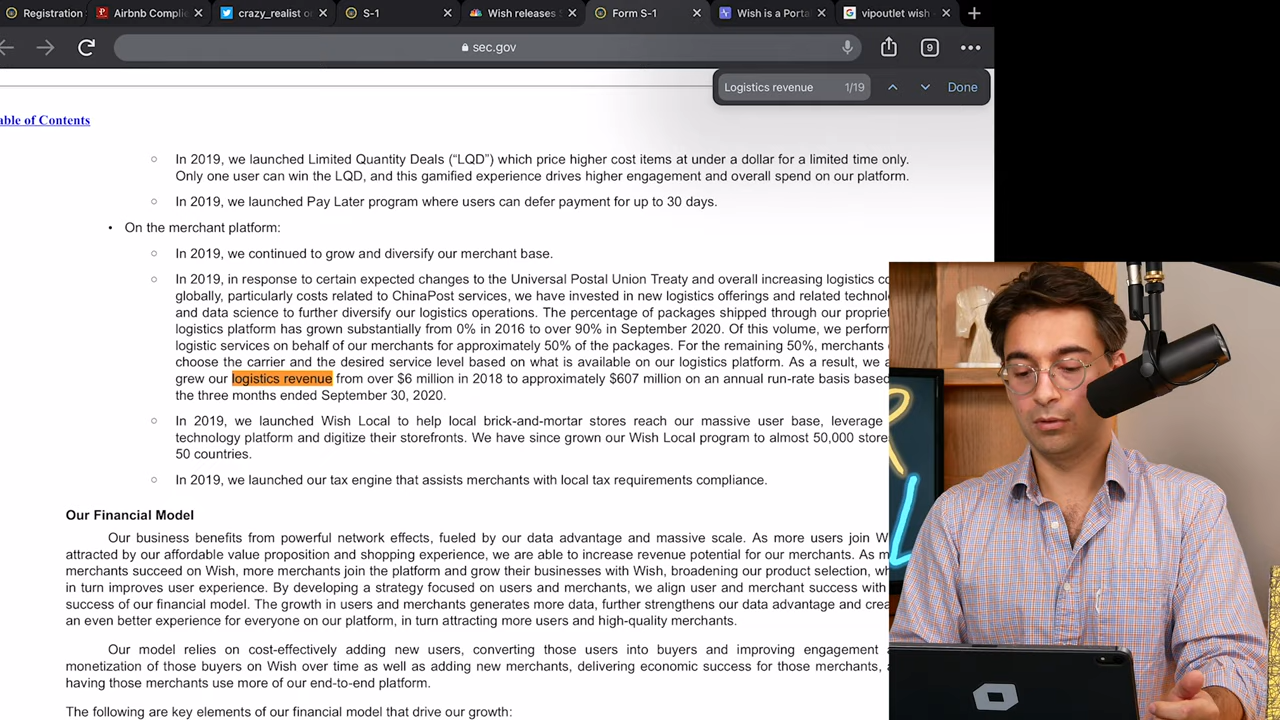 Registration
Airbnb Complie
crazy_realist o
S-1
Wish releases
Form S-1
Wish is a Porta
vipoutlet wish -
sec.gov
9
Logistics revenue 1/19
Done
able of Contents
In 2019, we launched Limited Quantity Deals (“LQD”) which price higher cost items at under a dollar for a limited time only.
Only one user can win the LQD, and this gamified experience drives higher engagement and overall spend on our platform.
In 2019, we launched Pay Later program where users can defer payment for up to 30 days.
• On the merchant platform:
In 2019, we continued to grow and diversify our merchant base.
In 2019, in response to certain expected changes to the Universal Postal Union Treaty and overall increasing logistics co
globally, particularly costs related to ChinaPost services, we have invested in new logistics offerings and related technolo
and data science to further diversify our logistics operations. The percentage of packages shipped through our propriet
logistics platform has grown substantially from 0% in 2016 to over 90% in September 2020. Of this volume, we perform
logistic services on behalf of our merchants for approximately 50% of the packages. For the remaining 50%, merchants
choose the carrier and the desired service level based on what is available on our logistics platform. As a result, we a
grew our logistics revenue from over $6 million in 2018 to approximately $607 million on an annual run-rate basis based
the three months ended September 30, 2020.
In 2019, we launched Wish Local to help local brick-and-mortar stores reach our massive user base, leverage
technology platform and digitize their storefronts. We have since grown our Wish Local program to almost 50,000 store
50 countries.
In 2019, we launched our tax engine that assists merchants with local tax requirements compliance.
Our Financial Model
Our business benefits from powerful network effects, fueled by our data advantage and massive scale. As more users join W
attracted by our affordable value proposition and shopping experience, we are able to increase revenue potential for our merchants. As m
merchants succeed on Wish, more merchants join the platform and grow their businesses with Wish, broadening our product selection, wh
in turn improves user experience. By developing a strategy focused on users and merchants, we align user and merchant success with
success of our financial model. The growth in users and merchants generates more data, further strengthens our data advantage and crea
an even better experience for everyone on our platform, in turn attracting more users and high-quality merchants.
Our model relies on cost-effectively adding new users, converting those users into buyers and improving engagement a
monetization of those buyers on Wish over time as well as adding new merchants, delivering economic success for those merchants, a
having those merchants use more of our end-to-end platform.
The following are key elements of our financial model that drive our growth: